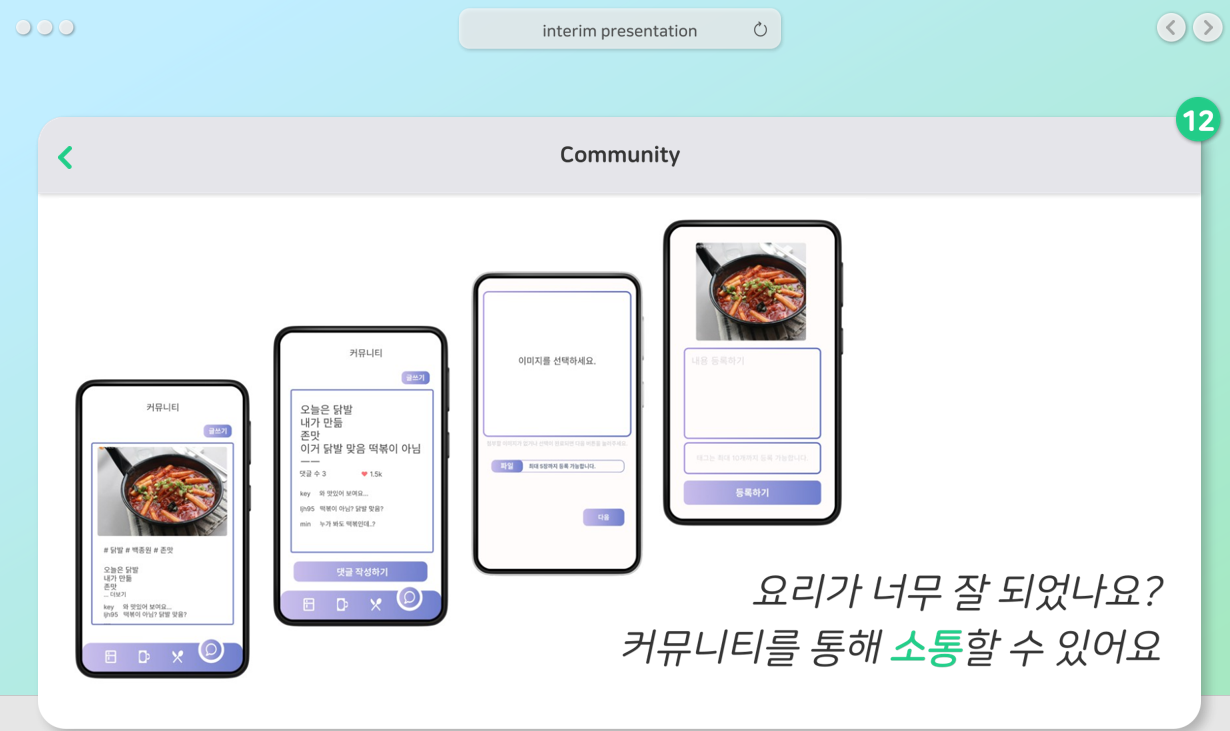 interim presentation
12
Community
커뮤니티
글쓰기
# 닭발 # 백종원 # 존맛
오늘은 닭발
내가 만듦
존맛
... 더보기
key 와 맛있어 보여요...
ljh95 떡볶이 아님? 닭발 맞음?
커뮤니티
글쓰기
오늘은 닭발
내가 만듦
존맛
이거 닭발 맞음 떡볶이 아님
ㅡㅡ
댓글 수 3 ❤ 1.5k
key 와 맛있어 보여요...
ljh95 떡볶이 아님? 닭발 맞음?
min 누가 봐도 떡볶인데..?
댓글 작성하기
이미지를 선택하세요.
파일 최대 5장까지 등록 가능합니다.
다음
내용 등록하기
태그는 최대 10개까지 등록 가능합니다.
등록하기
요리가 너무 잘 되었나요?
커뮤니티를 통해 소통할 수 있어요